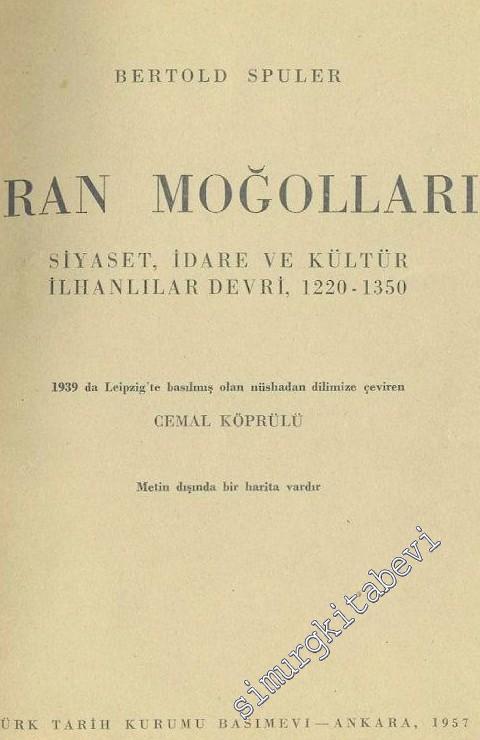 BERTOLD SPULER
RAN MOĞOLLARI
SİYASET, İDARE VE KÜLTÜR
İLHANLILAR DEVRİ, 1220-1350
1939 da Leipzig'te basılmış olan nüshadan dilimize çeviren
CEMAL KÖPRÜLÜ
Metin dışında bir harita vardır
simurgkitabevi
ÜRK TARİH KURUMU BASIMEVİ—ANKARA, 1957